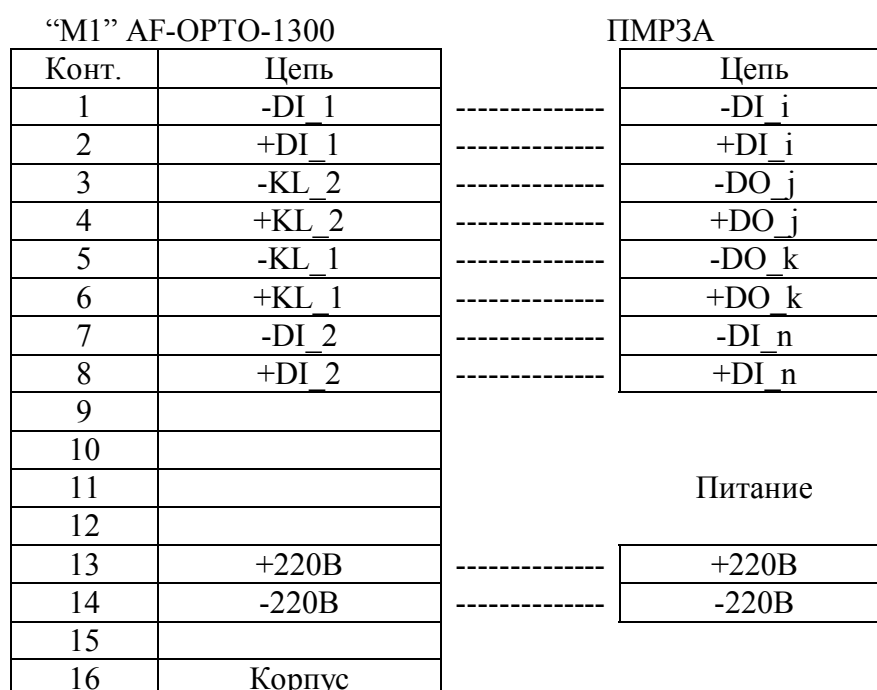 “M1” AF-OPTO-1300 ПМРЗА
Конт. Цепь Цепь
1 -DI_1 -------------- -DI_i
2 +DI_1 -------------- +DI_i
3 -KL_2 -------------- -DO_j
4 +KL_2 -------------- +DO_j
5 -KL_1 -------------- -DO_k
6 +KL_1 -------------- +DO_k
7 -DI_2 -------------- -DI_n
8 +DI_2 -------------- +DI_n
9
10
11 Питание
12
13 +220В -------------- +220В
14 -220В -------------- -220В
15
16 Корпус